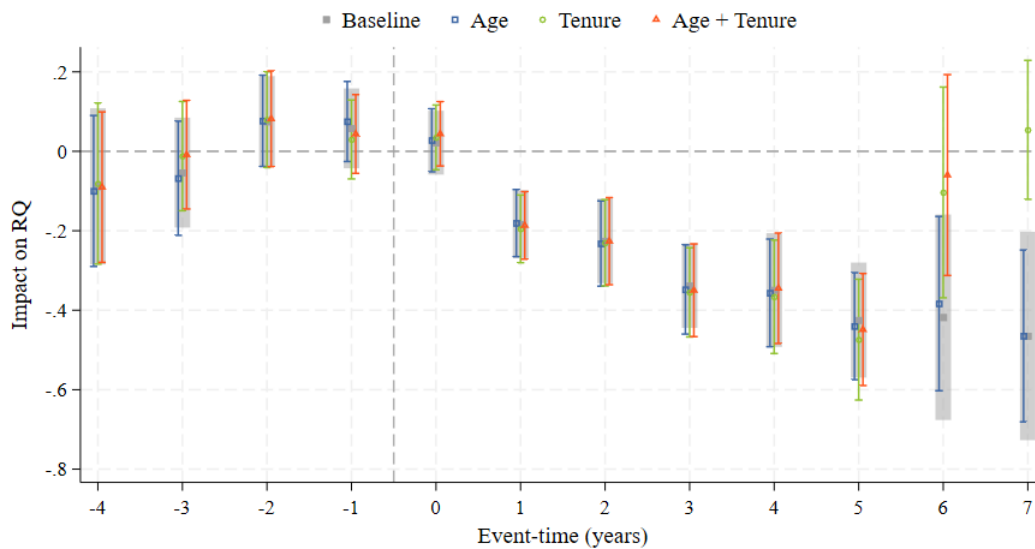 Baseline Age Tenure Age + Tenure
Impact on RQ
.2
0
-.2
-.4
-.6
-.8
-4 -3 -2 -1 0 1 2 3 4 5 6 7
Event-time (years)